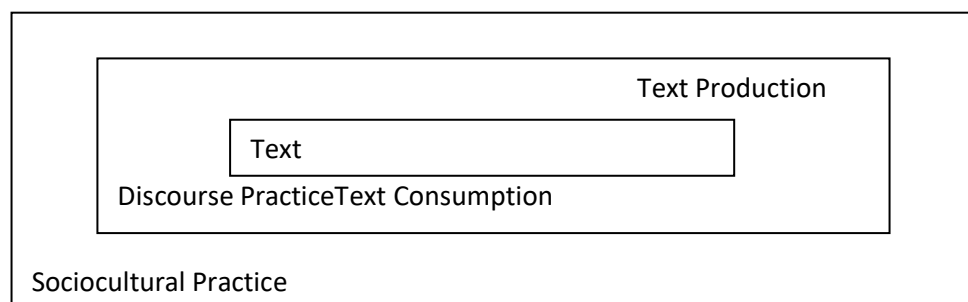 Text Production
Text
Discourse PracticeText Consumption
Sociocultural Practice